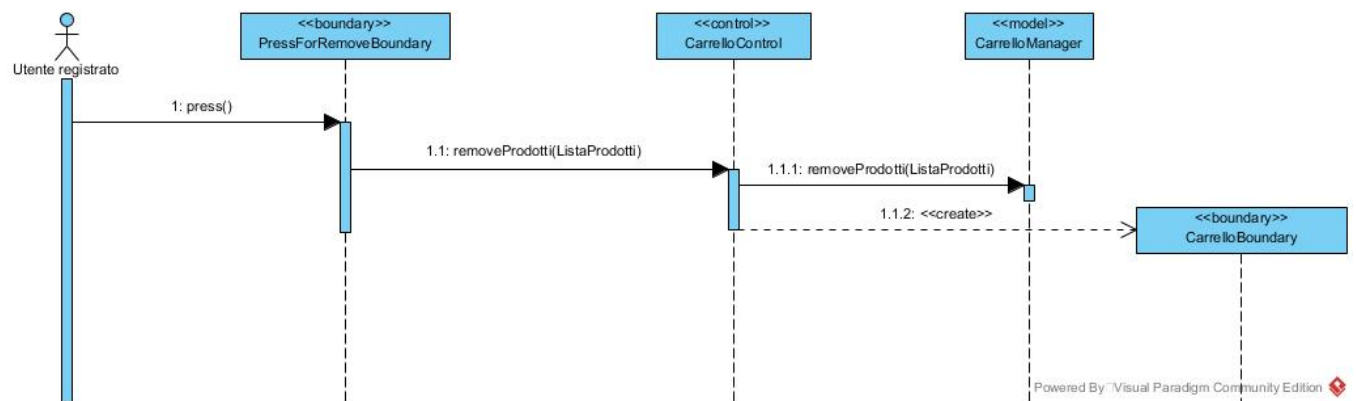 <<boundary>>
PressForRemoveBoundary
<<control>>
CarrelloControl
<<model>>
CarrelloManager
Utente registrato
1: press()
1.1: removeProdotti(ListaProdotti)
1.1.1: removeProdotti(ListaProdotti)
1.1.2: <<create>>
<<boundary>>
CarrelloBoundary
Powered By Visual Paradigm Community Edition